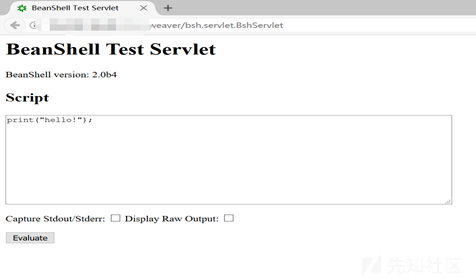 BeanShell Test Servlet
weaver/bsh.servlet.BshServlet
BeanShell Test Servlet
BeanShell version: 2.0b4
Script
print("hello!");
Capture Stdout/Stderr: Display Raw Output:
Evaluate
先知社区